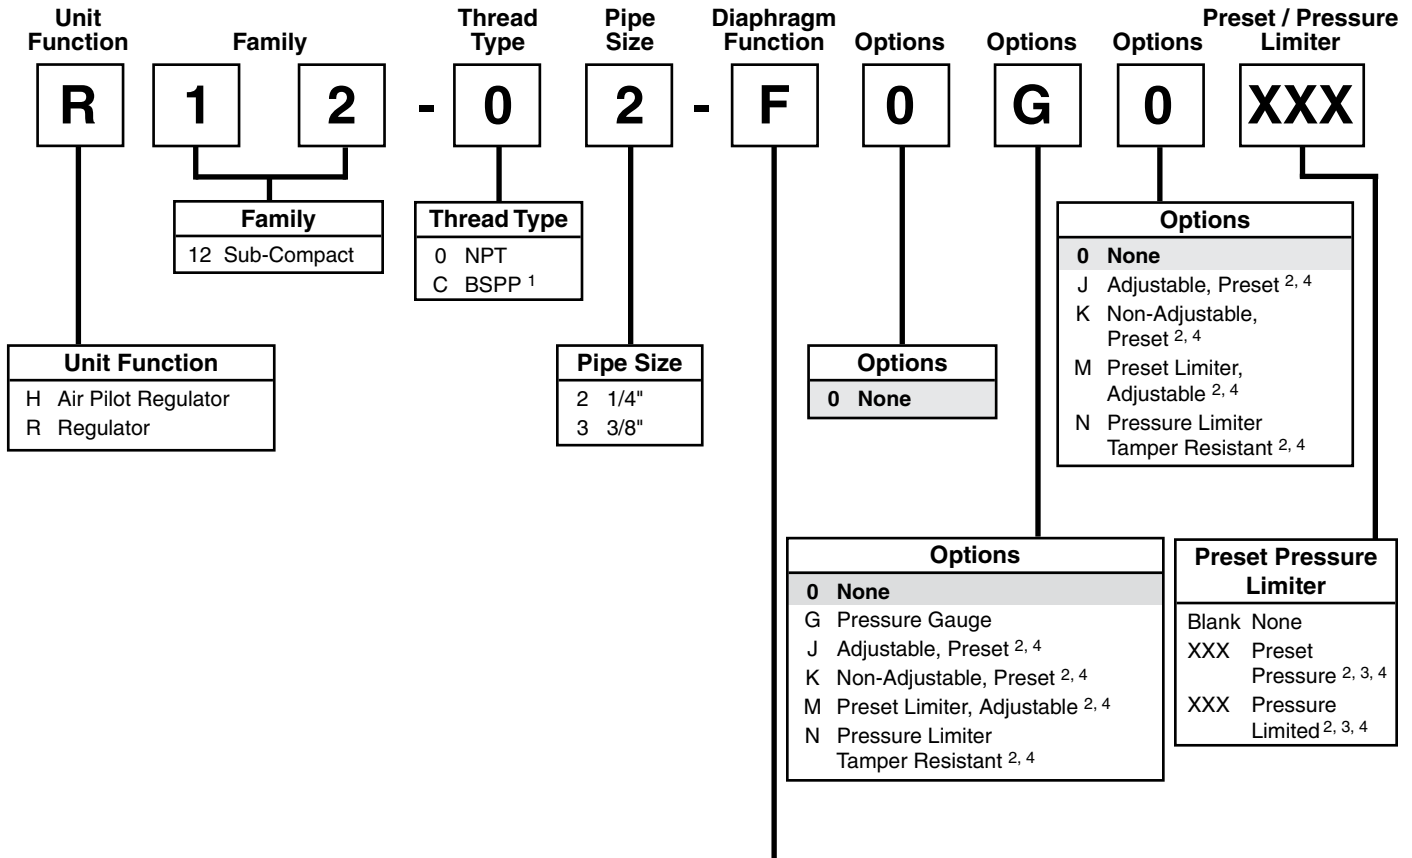 Unit Function
Family
Thread Type
Pipe Size
Diaphragm Function
Options
Options
Options
Preset / Pressure Limiter
R 1 2 - 0 2 - F 0 G 0 XXX
Family
12 Sub-Compact
Thread Type
0 NPT
C BSPP 1
Options
0 None
J Adjustable, Preset 2, 4
K Non-Adjustable,
Preset 2, 4
M Preset Limiter,
Adjustable 2, 4
N Pressure Limiter
Tamper Resistant 2, 4
Unit Function
H Air Pilot Regulator
R Regulator
Pipe Size
2 1/4"
3 3/8"
Options
0 None
Options
0 None
G Pressure Gauge
J Adjustable, Preset 2, 4
K Non-Adjustable, Preset 2, 4
M Preset Limiter, Adjustable 2, 4
N Pressure Limiter
Tamper Resistant 2, 4
Preset Pressure
Limiter
Blank None
XXX Preset
Pressure 2, 3, 4
XXX Pressure
Limited 2, 3, 4